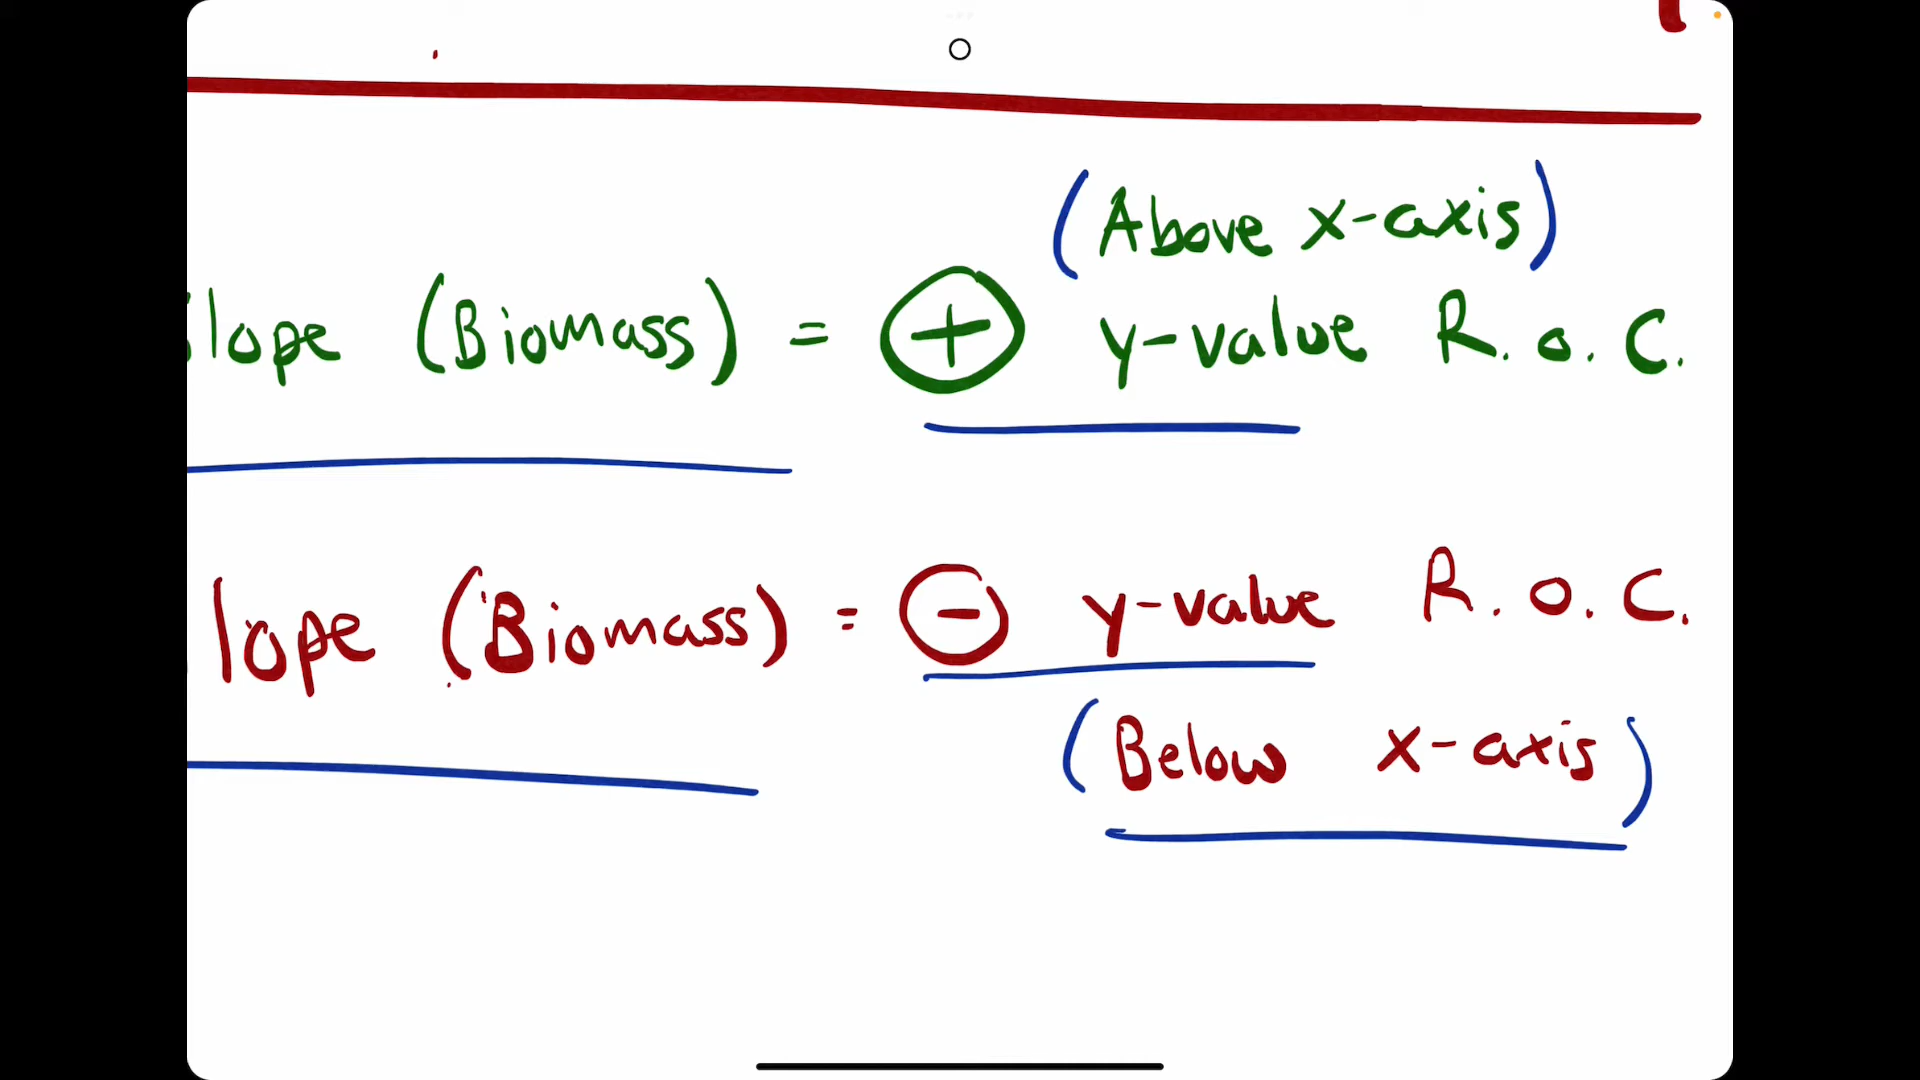 (Above x-axis)
lope (Biomass) = + y-value R.o.C.
lope (Biomass) = - y-value R.o.C.
(Below x-axis)